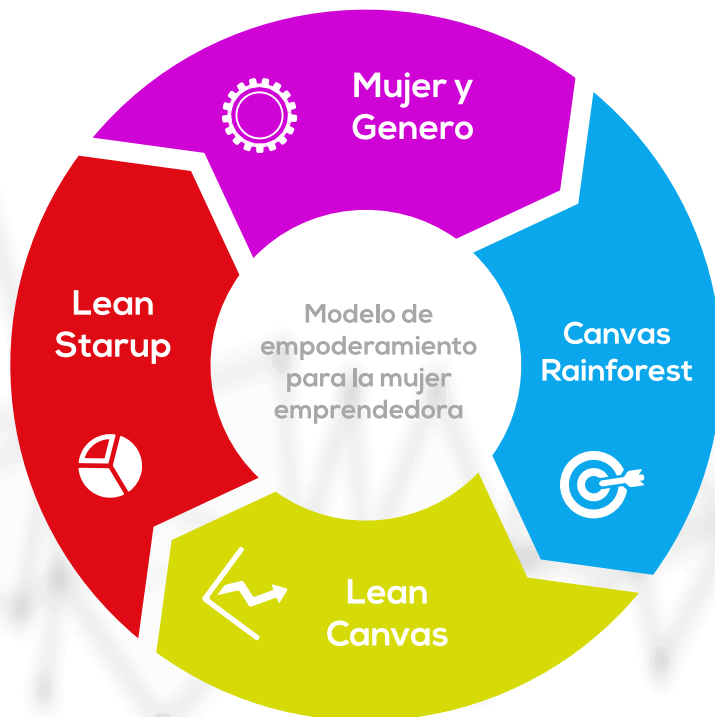 Mujer y
Genero
Lean
Starup
Modelo de
empoderamiento
para la mujer
emprendedora
Canvas
Rainforest
Lean
Canvas